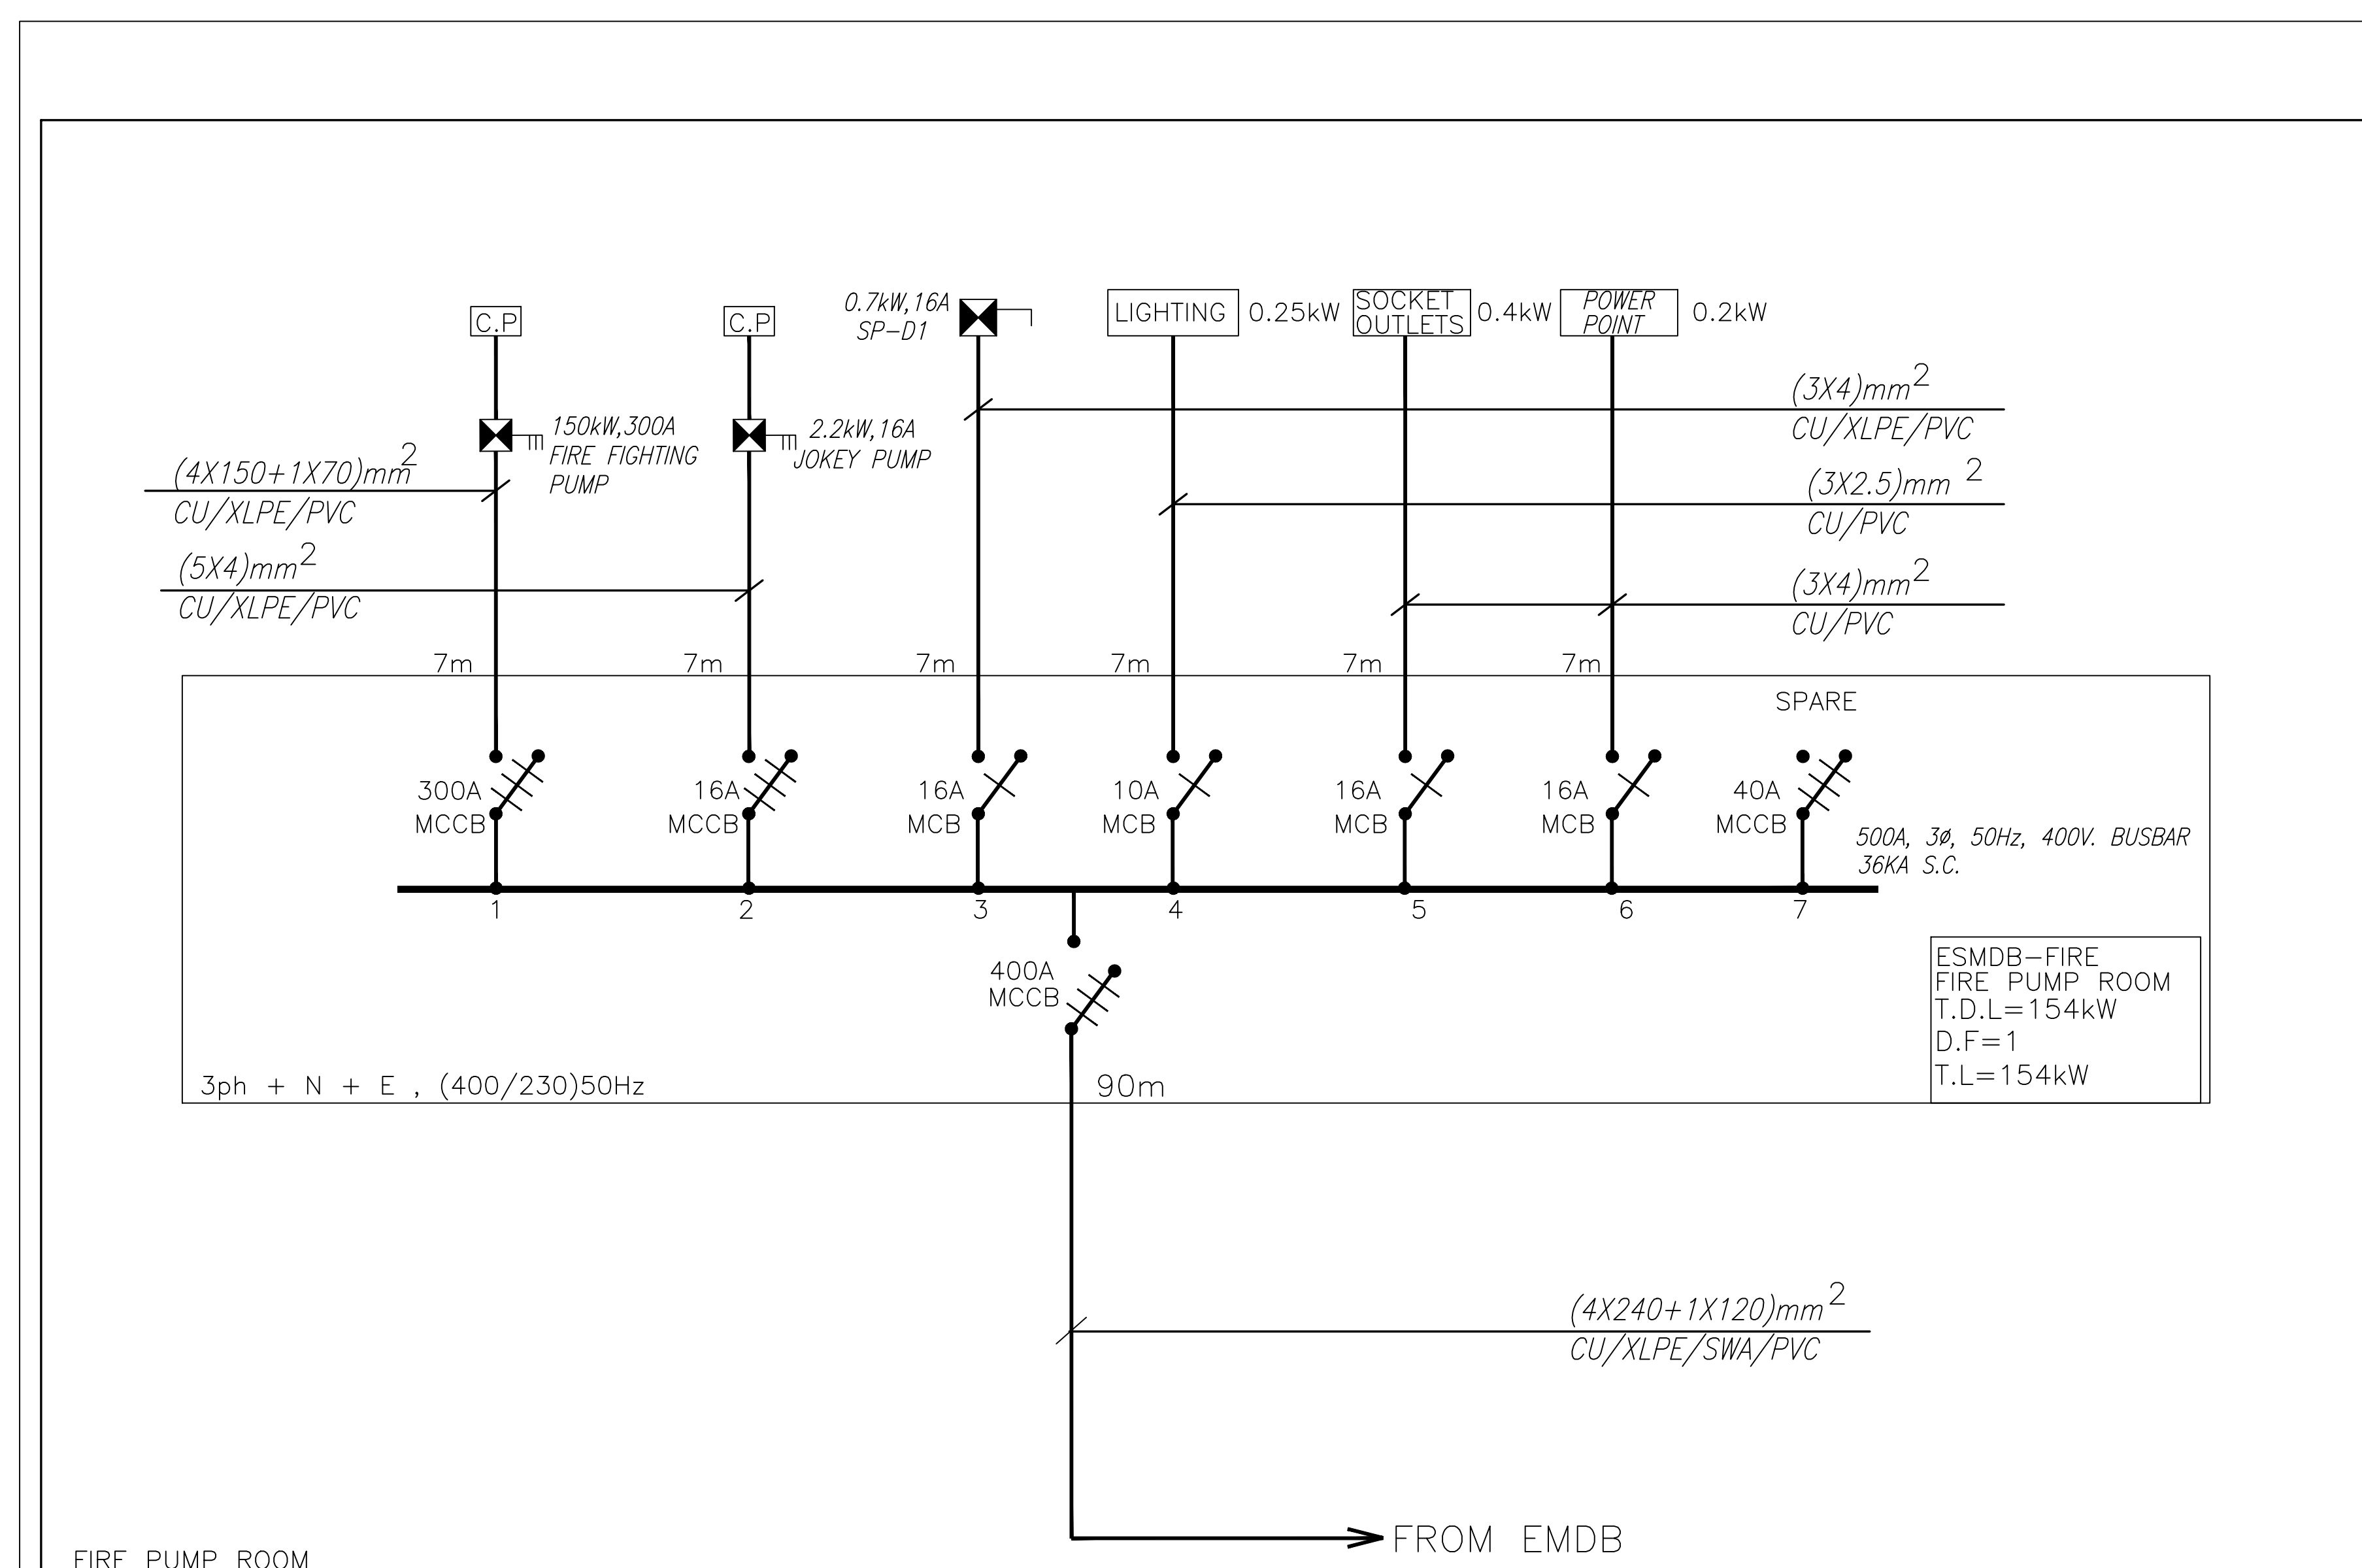 C.P
C.P
0.7kW,16A
SP-D1
LIGHTING
0.25kW
SOCKET
OUTLETS
0.4kW
POWER
POINT
0.2kW
150kW,300A
FIRE FIGHTING
PUMP
2.2kW,16A
JOKEY PUMP
(3X4)mm²
CU/XLPE/PVC
(4X150+1X70)mm²
CU/XLPE/PVC
(3X2.5)mm²
CU/PVC
(5X4)mm²
CU/XLPE/PVC
(3X4)mm²
CU/PVC
7m
7m
7m
7m
7m
7m
SPARE
300A
MCCB
16A
MCCB
16A
MCB
10A
MCB
16A
MCB
16A
MCB
40A
MCCB
500A, 3ø, 50Hz, 400V. BUSBAR
36KA S.C.
1
2
3
4
5
6
7
400A
MCCB
ESMDB-FIRE
FIRE PUMP ROOM
T.D.L=154kW
D.F=1
T.L=154kW
3ph + N + E , (400/230)50Hz
90m
(4X240+1X120)mm²
CU/XLPE/SWA/PVC
FROM EMDB
FIRE PUMP ROOM